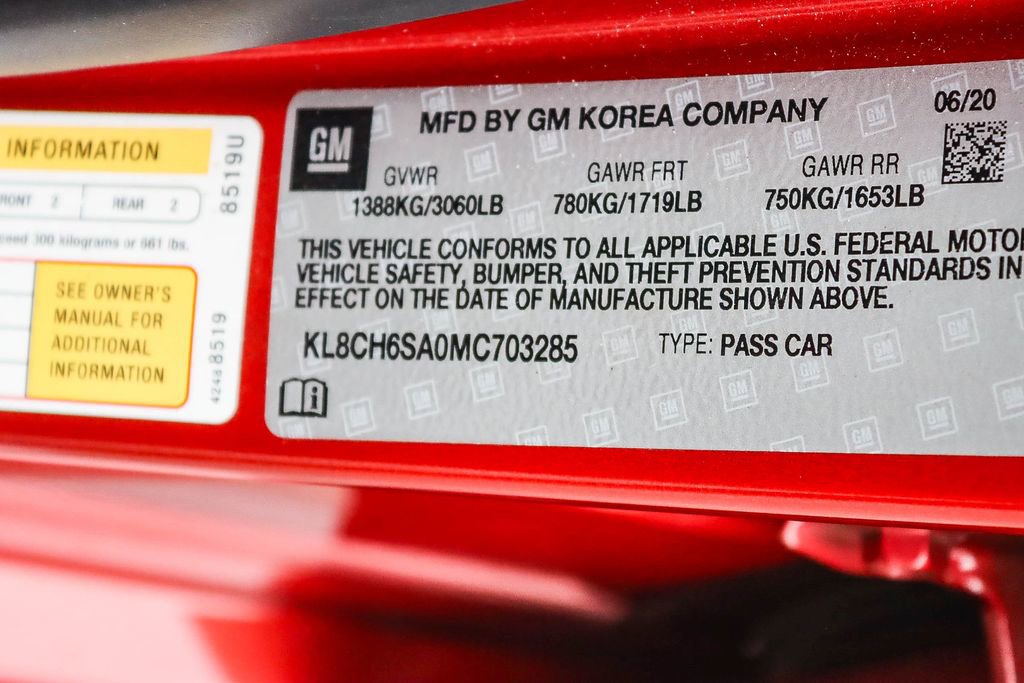 INFORMATION
RONT 2 REAR 2
ceed 300 kilograms or 661 lbs.
SEE OWNER'S
MANUAL FOR
ADDITIONAL
INFORMATION
8519U
42488519
GM
MFD BY GM KOREA COMPANY
06/20
GVWR GAWR FRT GAWR RR
1388KG/3060LB 780KG/1719LB 750KG/1653LB
THIS VEHICLE CONFORMS TO ALL APPLICABLE U.S. FEDERAL MOTOR
VEHICLE SAFETY, BUMPER, AND THEFT PREVENTION STANDARDS IN
EFFECT ON THE DATE OF MANUFACTURE SHOWN ABOVE.
KL8CH6SA0MC703285 TYPE: PASS CAR